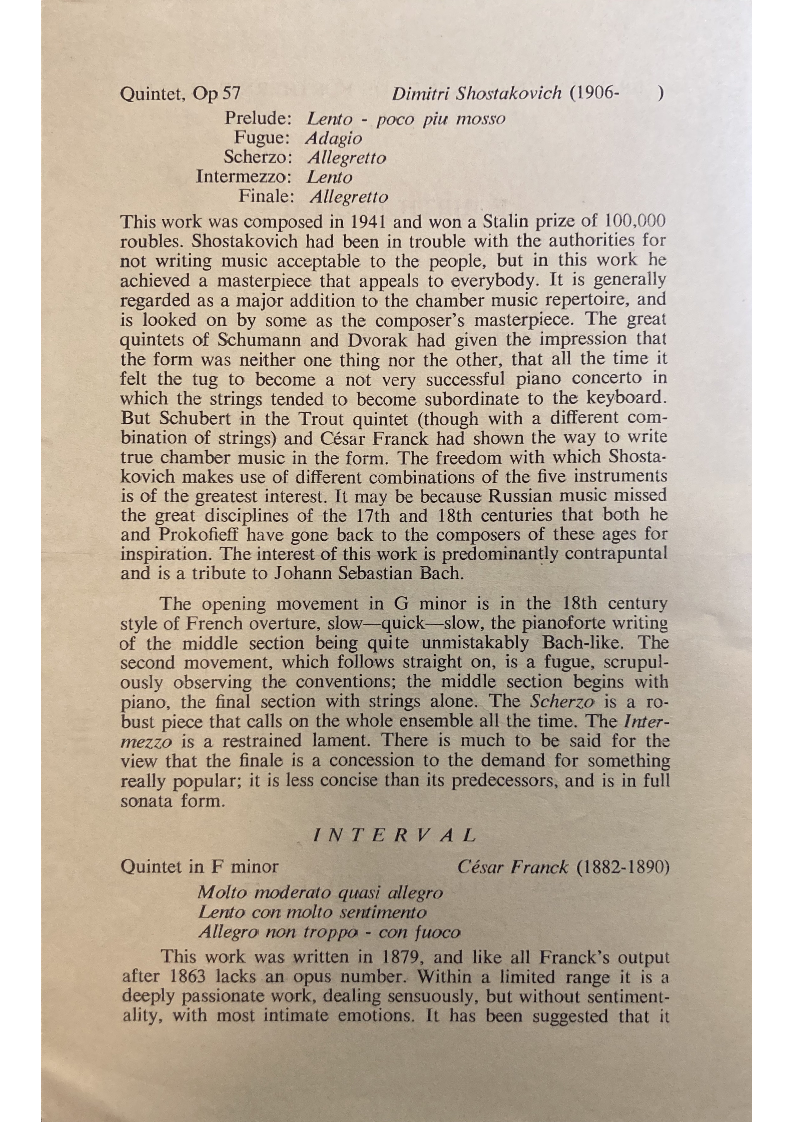 Quintet, Op 57 Dimitri Shostakovich (1906- )
Prelude: Lento - poco piu mosso
Fugue: Adagio
Scherzo: Allegretto
Intermezzo: Lento
Finale: Allegretto
This work was composed in 1941 and won a Stalin prize of 100,000
roubles. Shostakovich had been in trouble with the authorities for
not writing music acceptable to the people, but in this work he
achieved a masterpiece that appeals to everybody. It is generally
regarded as a major addition to the chamber music repertoire, and
is looked on by some as the composer's masterpiece. The great
quintets of Schumann and Dvorak had given the impression that
the form was neither one thing nor the other, that all the time it
felt the tug to become a not very successful piano concerto in
which the strings tended to become subordinate to the keyboard.
But Schubert in the Trout quintet (though with a different com-
bination of strings) and César Franck had shown the way to write
true chamber music in the form. The freedom with which Shosta-
kovich makes use of different combinations of the five instruments
is of the greatest interest. It may be because Russian music missed
the great disciplines of the 17th and 18th centuries that both he
and Prokofieff have gone back to the composers of these ages for
inspiration. The interest of this work is predominantly contrapuntal
and is a tribute to Johann Sebastian Bach.
The opening movement in G minor is in the 18th century
style of French overture, slow—quick—slow, the pianoforte writing
of the middle section being quite unmistakably Bach-like. The
second movement, which follows straight on, is a fugue, scrupul-
ously observing the conventions; the middle section begins with
piano, the final section with strings alone. The Scherzo is a ro-
bust piece that calls on the whole ensemble all the time. The Inter-
mezzo is a restrained lament. There is much to be said for the
view that the finale is a concession to the demand for something
really popular; it is less concise than its predecessors, and is in full
sonata form.
INTERVAL
Quintet in F minor César Franck (1882-1890)
Molto moderato quasi allegro
Lento con molto sentimento
Allegro non troppo - con fuoco
This work was written in 1879, and like all Franck's output
after 1863 lacks an opus number. Within a limited range it is a
deeply passionate work, dealing sensuously, but without sentiment-
ality, with most intimate emotions. It has been suggested that it